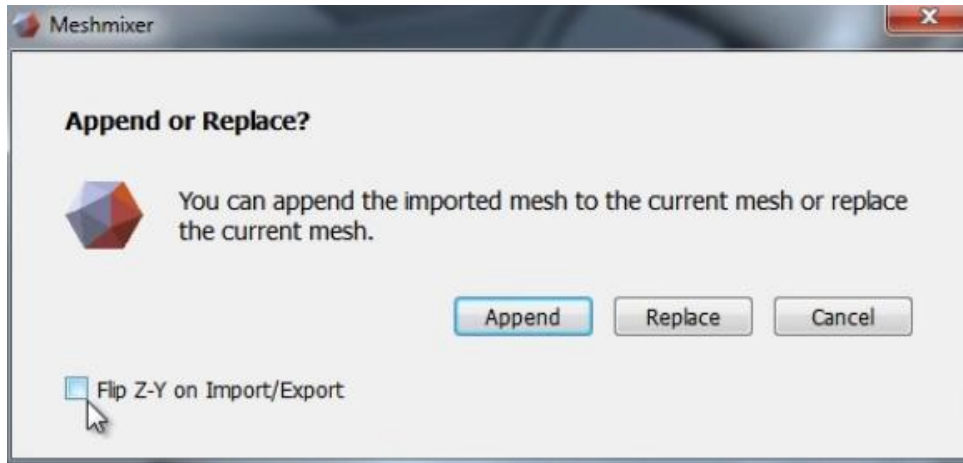 Meshmixer
Append or Replace?
You can append the imported mesh to the current mesh or replace
the current mesh.
Append Replace Cancel
Flip Z-Y on Import/Export